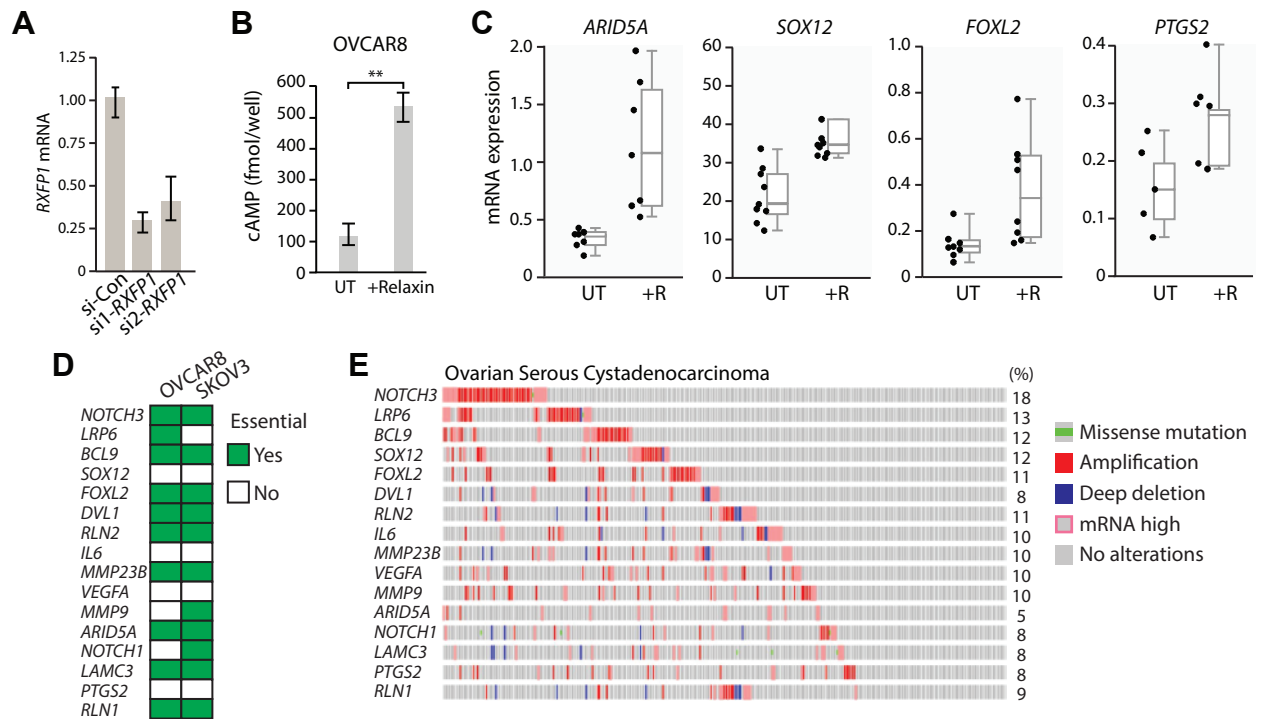 A
RXFP1 mRNA
1.25
1.00
0.75
0.50
0.25
0
si-Con
si1-RXFP1
si2-RXFP1
B
OVCAR8
**
cAMP (fmol/well)
600
500
400
300
200
100
0
UT +Relaxin
C
mRNA expression
ARID5A
2.0
1.5
1.0
0.5
0
UT +R
SOX12
60
50
40
30
20
10
0
UT +R
FOXL2
1.0
0.8
0.6
0.4
0.2
0
UT +R
PTGS2
0.4
0.3
0.2
0.1
0
UT +R
D
OVCAR8
SKOV3
NOTCH3
LRP6
BCL9
SOX12
FOXL2
DVL1
RLN2
IL6
MMP23B
VEGFA
MMP9
ARID5A
NOTCH1
LAMC3
PTGS2
RLN1
Essential
Yes
No
E
Ovarian Serous Cystadenocarcinoma (%)
NOTCH3 18
LRP6 13
BCL9 12
SOX12 12
FOXL2 11
DVL1 8
RLN2 11
IL6 10
MMP23B 10
VEGFA 10
MMP9 10
ARID5A 5
NOTCH1 8
LAMC3 8
PTGS2 8
RLN1 9
Missense mutation
Amplification
Deep deletion
mRNA high
No alterations